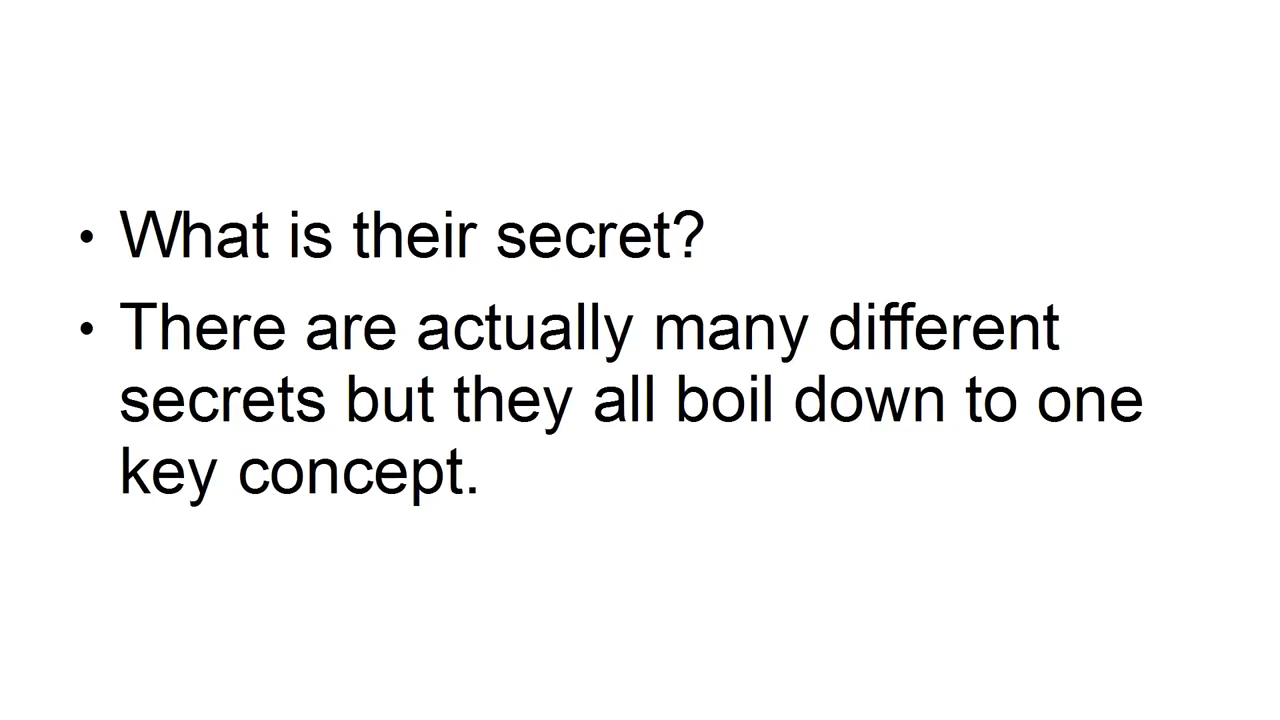 • What is their secret?
• There are actually many different
secrets but they all boil down to one
key concept.